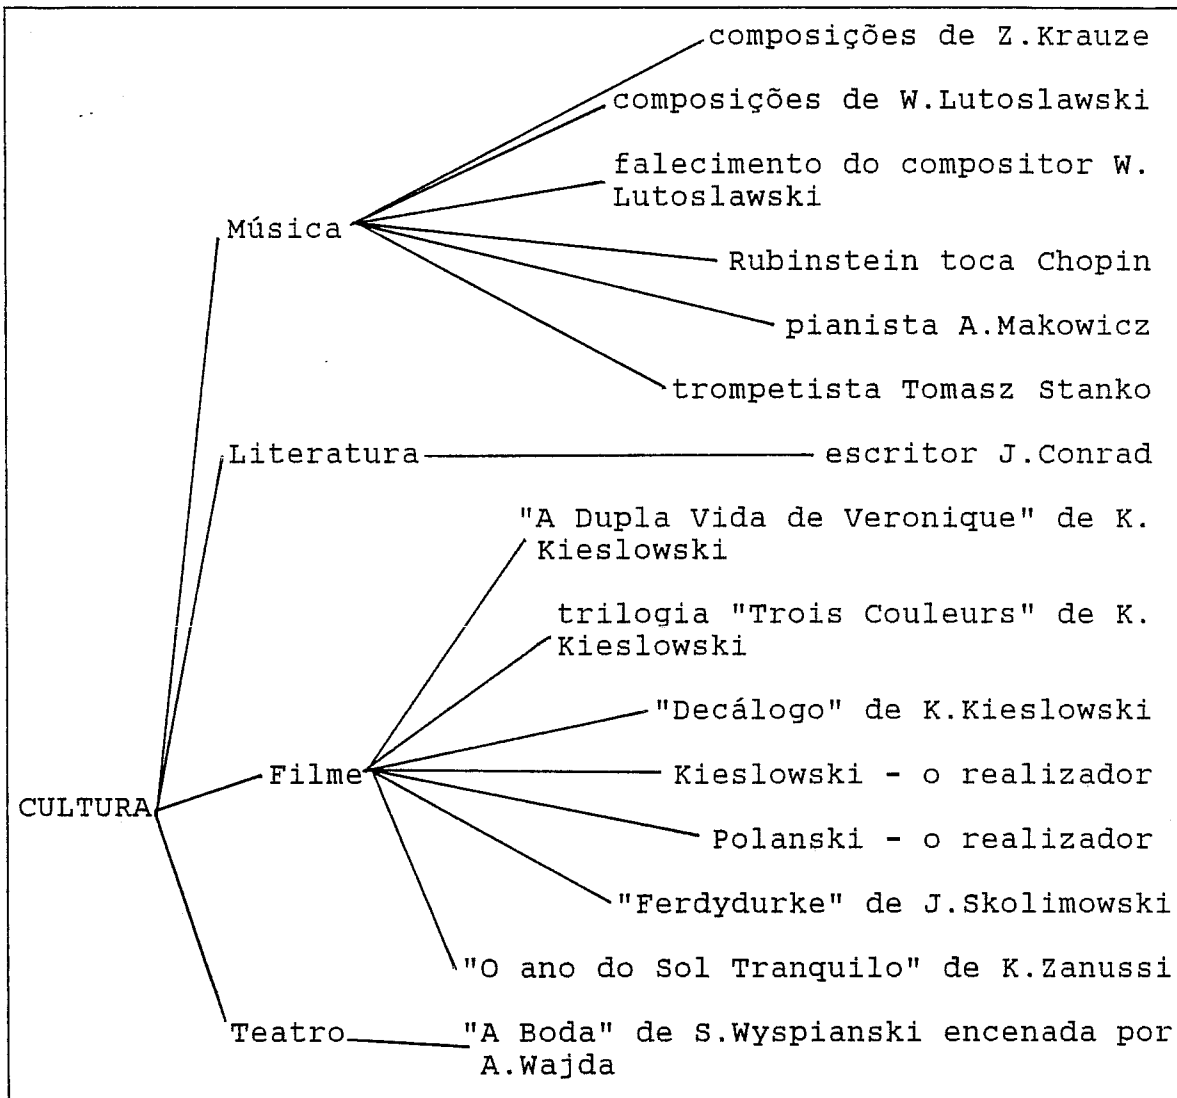 composições de Z.Krauze
composições de W.Lutoslawski
falecimento do compositor W.
Lutoslawski
Música
Rubinstein toca Chopin
pianista A.Makowicz
trompetista Tomasz Stanko
Literatura
escritor J.Conrad
"A Dupla Vida de Veronique" de K.
Kieslowski
trilogia "Trois Couleurs" de K.
Kieslowski
"Decálogo" de K.Kieslowski
Filme
Kieslowski - o realizador
CULTURA
Polanski - o realizador
"Ferdydurke" de J.Skolimowski
"O ano do Sol Tranquilo" de K.Zanussi
Teatro
"A Boda" de S.Wyspianski encenada por
A.Wajda